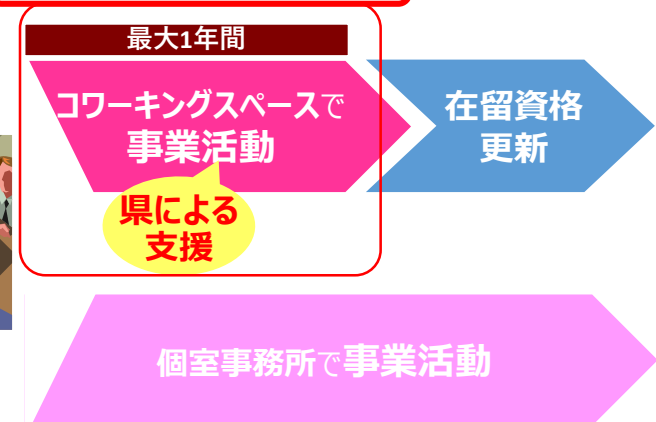 最大1年間
コワーキングスペースで
事業活動
県による
支援
在留資格
更新
個室事務所で事業活動